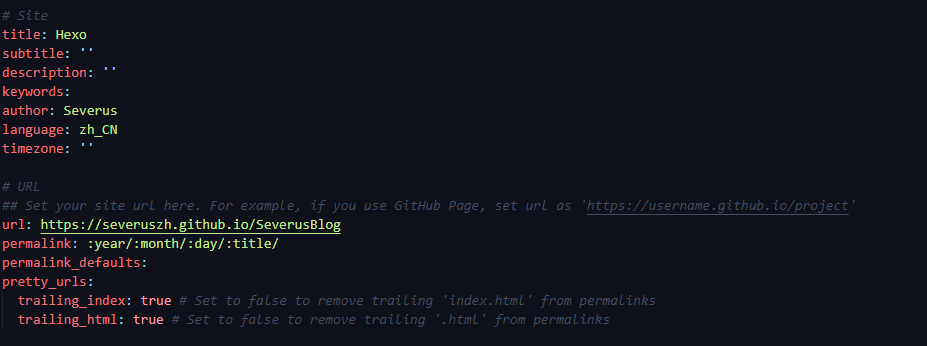 # Site
title: Hexo
subtitle: ''
description: ''
keywords:
author: Severus
language: zh_CN
timezone: ''

# URL
## Set your site url here. For example, if you use GitHub Page, set url as 'https://username.github.io/project'
url: https://severuszh.github.io/SeverusBlog
permalink: :year/:month/:day/:title/
permalink_defaults:
pretty_urls:
  trailing_index: true # Set to false to remove trailing 'index.html' from permalinks
  trailing_html: true # Set to false to remove trailing '.html' from permalinks